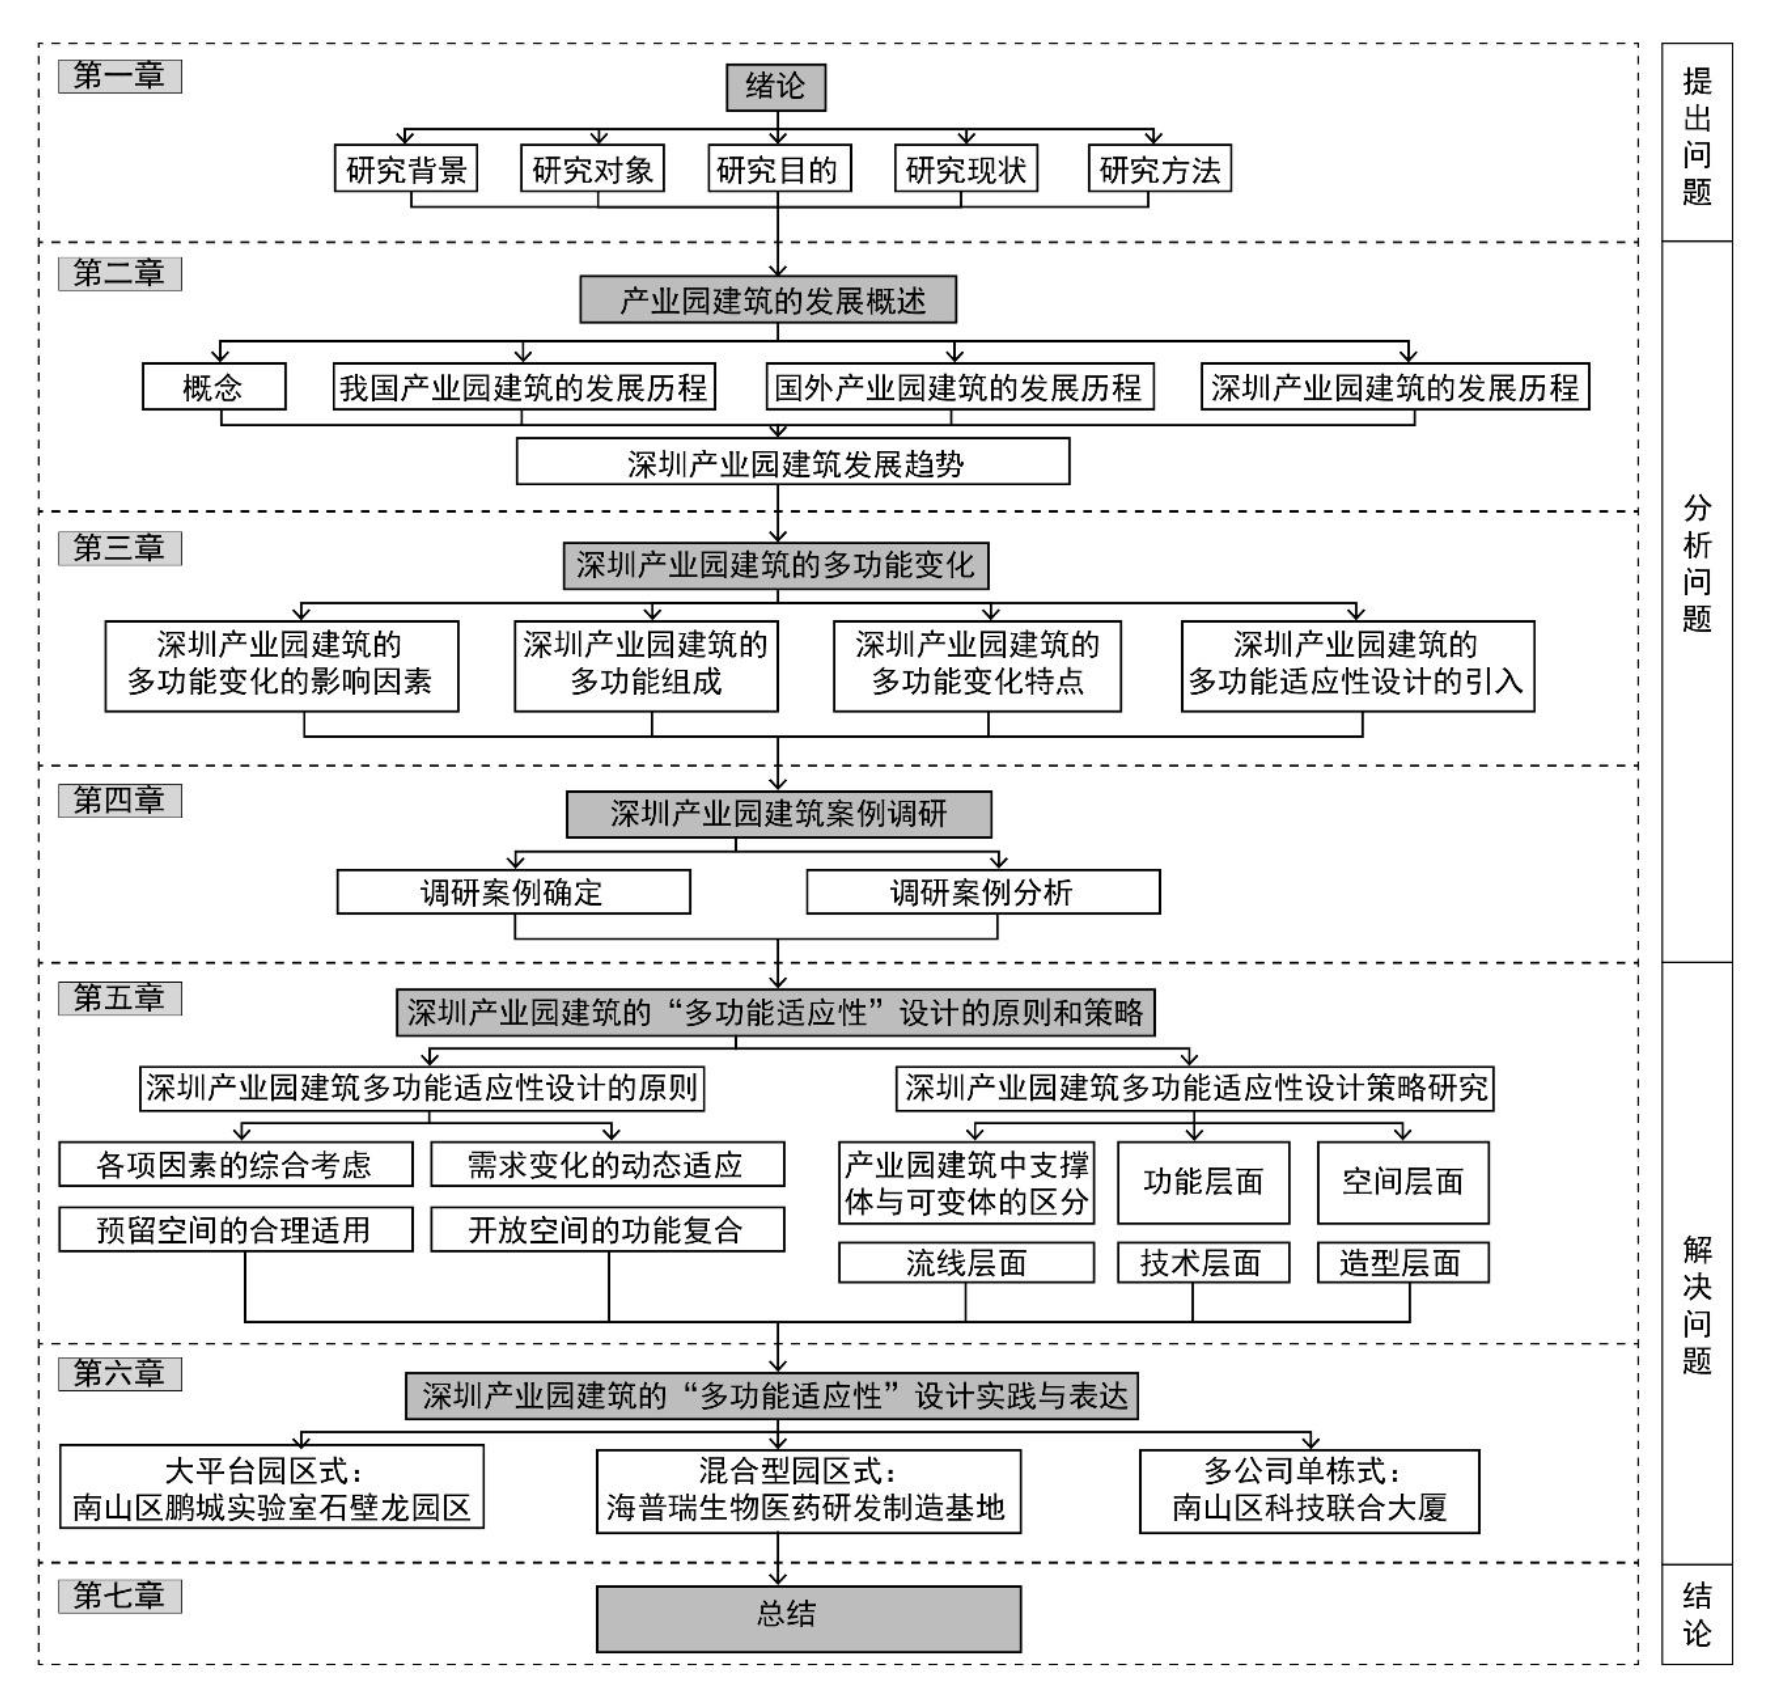 第一章
绪论
研究背景
研究对象
研究目的
研究现状
研究方法
提出问题
第二章
产业园建筑的发展概述
概念
我国产业园建筑的发展历程
国外产业园建筑的发展历程
深圳产业园建筑的发展历程
深圳产业园建筑发展趋势
第三章
深圳产业园建筑的多功能变化
深圳产业园建筑的
多功能变化的影响因素
深圳产业园建筑的
多功能组成
深圳产业园建筑的
多功能变化特点
深圳产业园建筑的
多功能适应性设计的引入
第四章
深圳产业园建筑案例调研
调研案例确定
调研案例分析
分析问题
第五章
深圳产业园建筑的“多功能适应性”设计的原则和策略
深圳产业园建筑多功能适应性设计的原则
深圳产业园建筑多功能适应性设计策略研究
各项因素的综合考虑
需求变化的动态适应
预留空间的合理适用
开放空间的功能复合
产业园建筑中支撑
体与可变体的区分
功能层面
空间层面
流线层面
技术层面
造型层面
第六章
深圳产业园建筑的“多功能适应性”设计实践与表达
大平台园区式：
南山区鹏城实验室石壁龙园区
混合型园区式：
海普瑞生物医药研发制造基地
多公司单栋式：
南山区科技联合大厦
解决问题
第七章
总结
结论